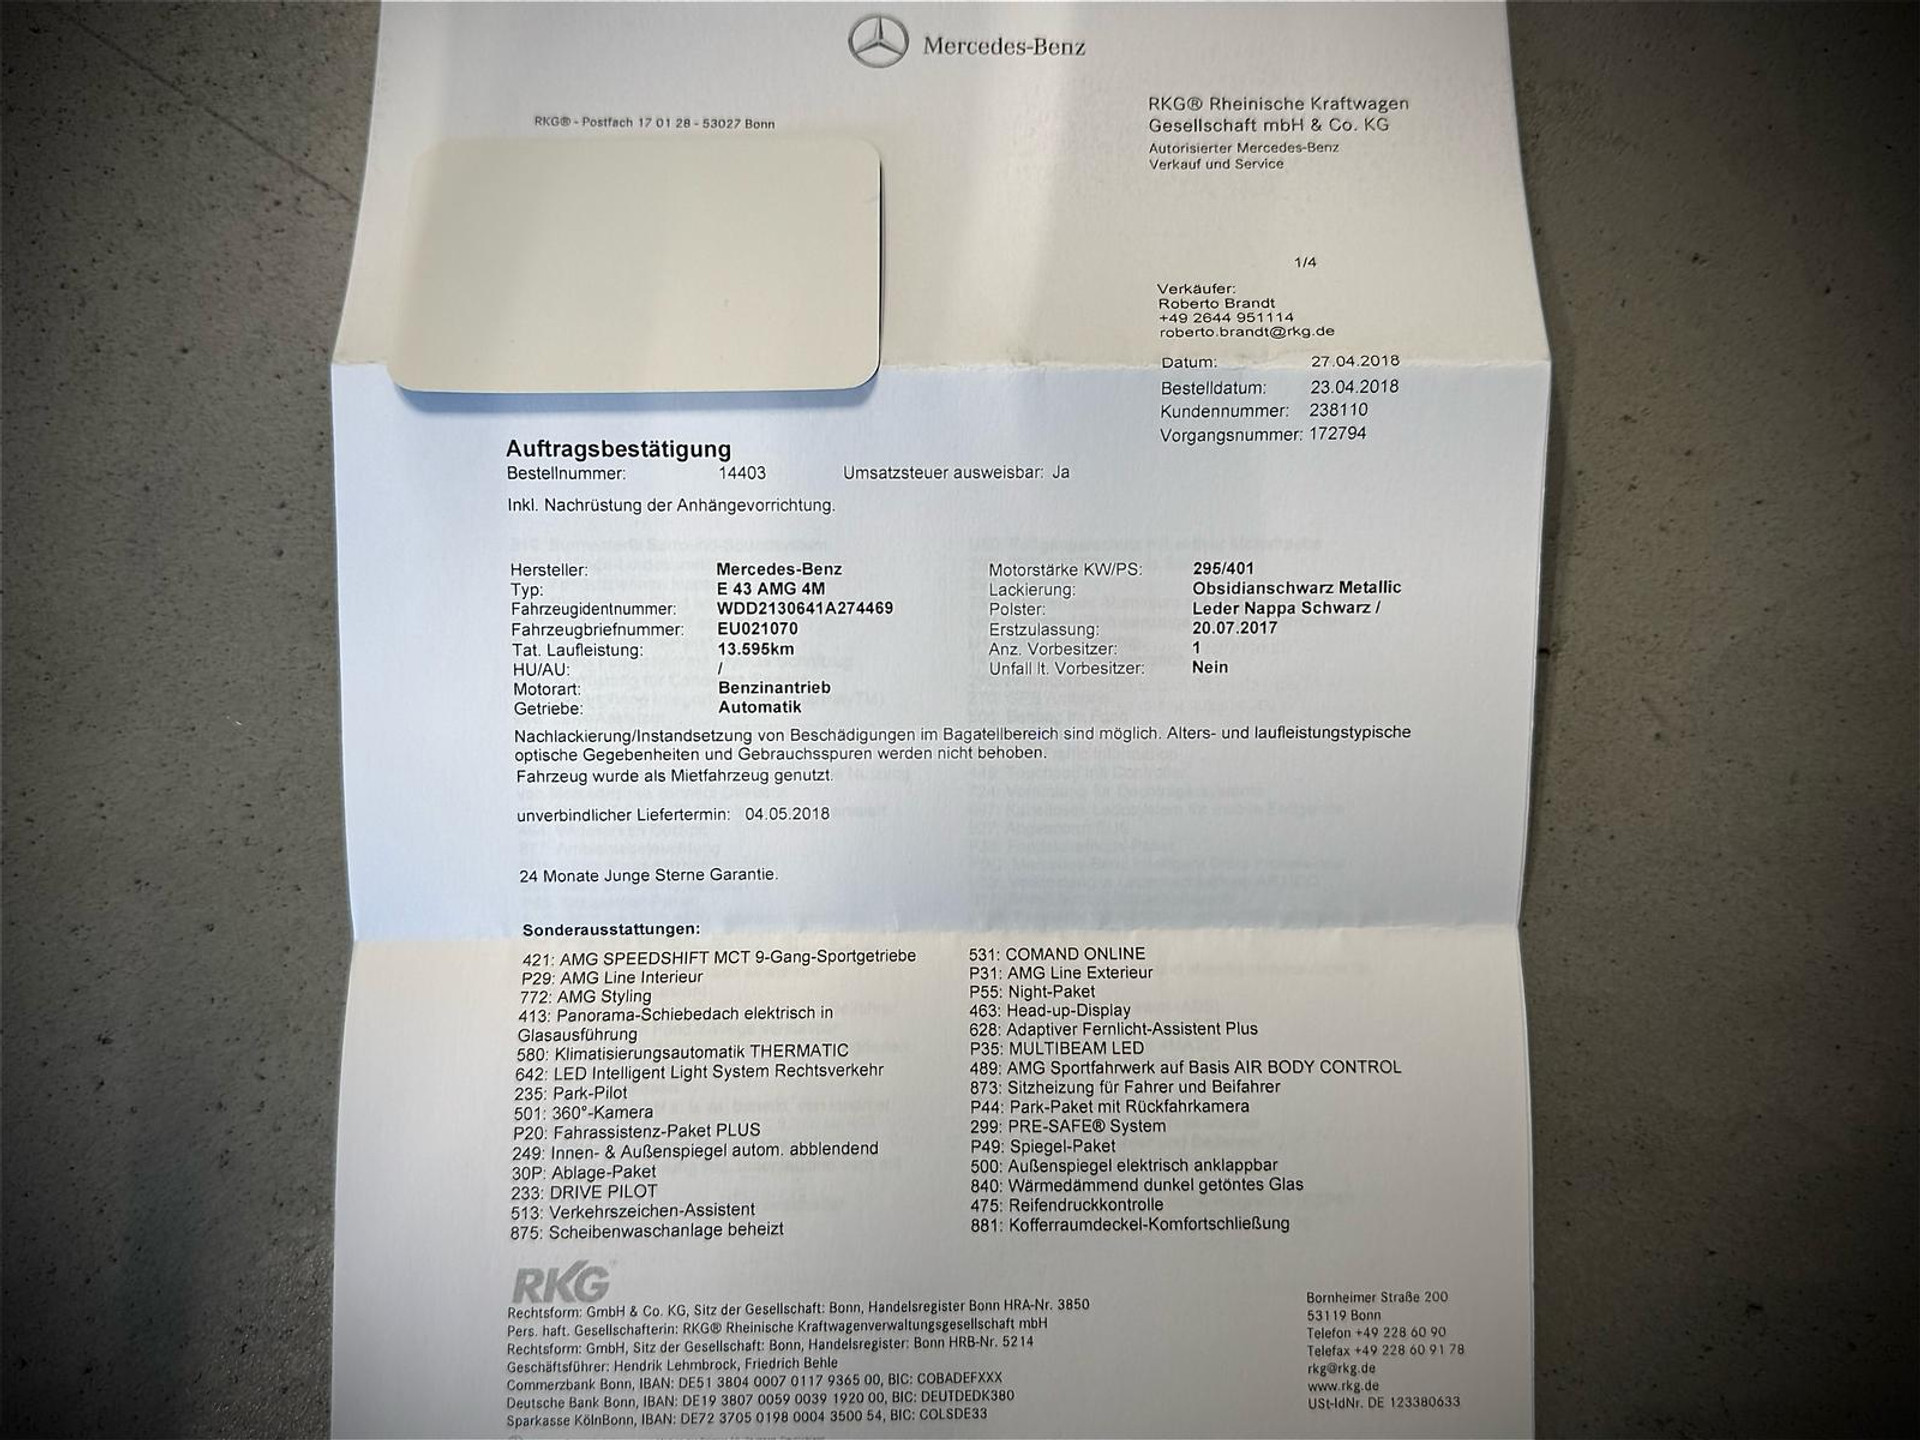 Mercedes-Benz
RKG® - Postfach 17 01 28 - 53027 Bonn
RKG® Rheinische Kraftwagen
Gesellschaft mbH & Co. KG
Autorisierter Mercedes-Benz
Verkauf und Service
1/4
Verkäufer:
Roberto Brandt
+49 2644 951114
roberto.brandt@rkg.de
Datum: 27.04.2018
Bestelldatum: 23.04.2018
Kundennummer: 238110
Vorgangsnummer: 172794
Auftragsbestätigung
Bestellnummer: 14403 Umsatzsteuer ausweisbar: Ja
Inkl. Nachrüstung der Anhängevorrichtung.
Hersteller: Mercedes-Benz
Typ: E 43 AMG 4M
Fahrzeugidentnummer: WDD2130641A274469
Fahrzeugbriefnummer: EU021070
Tat. Laufleistung: 13.595km
HU/AU: /
Motorart: Benzinantrieb
Getriebe: Automatik
Motorstärke KW/PS: 295/401
Lackierung: Obsidianschwarz Metallic
Polster: Leder Nappa Schwarz /
Erstzulassung: 20.07.2017
Anz. Vorbesitzer: 1
Unfall lt. Vorbesitzer: Nein
Nachlackierung/Instandsetzung von Beschädigungen im Bagatellbereich sind möglich. Alters- und laufleistungstypische
optische Gegebenheiten und Gebrauchsspuren werden nicht behoben.
Fahrzeug wurde als Mietfahrzeug genutzt.
unverbindlicher Liefertermin: 04.05.2018
24 Monate Junge Sterne Garantie.
Sonderausstattungen:
421: AMG SPEEDSHIFT MCT 9-Gang-Sportgetriebe
P29: AMG Line Interieur
772: AMG Styling
413: Panorama-Schiebedach elektrisch in
Glasausführung
580: Klimatisierungsautomatik THERMATIC
642: LED Intelligent Light System Rechtsverkehr
235: Park-Pilot
501: 360°-Kamera
P20: Fahrassistenz-Paket PLUS
249: Innen- & Außenspiegel autom. abblendend
30P: Ablage-Paket
233: DRIVE PILOT
513: Verkehrszeichen-Assistent
875: Scheibenwaschanlage beheizt
531: COMAND ONLINE
P31: AMG Line Exterieur
P55: Night-Paket
463: Head-up-Display
628: Adaptiver Fernlicht-Assistent Plus
P35: MULTIBEAM LED
489: AMG Sportfahrwerk auf Basis AIR BODY CONTROL
873: Sitzheizung für Fahrer und Beifahrer
P44: Park-Paket mit Rückfahrkamera
299: PRE-SAFE® System
P49: Spiegel-Paket
500: Außenspiegel elektrisch anklappbar
840: Wärmedämmend dunkel getöntes Glas
475: Reifendruckkontrolle
881: Kofferraumdeckel-Komfortschließung
RKG
Rechtsform: GmbH & Co. KG, Sitz der Gesellschaft: Bonn, Handelsregister Bonn HRA-Nr. 3850
Pers. haft. Gesellschafterin: RKG® Rheinische Kraftwagenverwaltungsgesellschaft mbH
Rechtsform: GmbH, Sitz der Gesellschaft: Bonn, Handelsregister: Bonn HRB-Nr. 5214
Geschäftsführer: Hendrik Lehmbrock, Friedrich Behle
Commerzbank Bonn, IBAN: DE51 3804 0007 0117 9365 00, BIC: COBADEFXXX
Deutsche Bank Bonn, IBAN: DE19 3807 0059 0039 1920 00, BIC: DEUTDEDK380
Sparkasse KölnBonn, IBAN: DE72 3705 0198 0004 3500 54, BIC: COLSDE33
Bornheimer Straße 200
53119 Bonn
Telefon +49 228 60 90
Telefax +49 228 60 91 78
rkg@rkg.de
www.rkg.de
USt-IdNr. DE 123380633